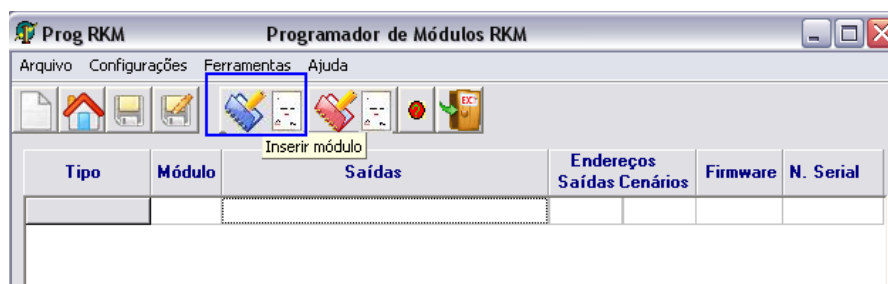 Prog RKM Programador de Módulos RKM
Arquivo Configurações Ferramentas Ajuda
EXIT
Inserir módulo
Tipo Módulo Saídas Endereços Saídas Cenários Firmware N. Serial